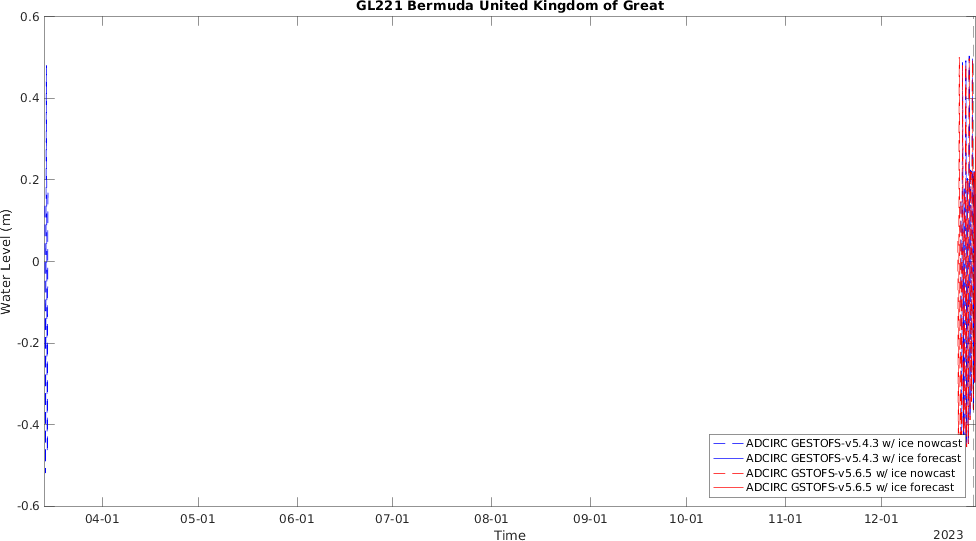 GL221 Bermuda United Kingdom of Great
0.6
0.4
0.2
0
-0.2
-0.4
-0.6
Water Level (m)
ADCIRC GESTOFS-v5.4.3 w/ ice nowcast
ADCIRC GESTOFS-v5.4.3 w/ ice forecast
ADCIRC GSTOFS-v5.6.5 w/ ice nowcast
ADCIRC GSTOFS-v5.6.5 w/ ice forecast
04-01 05-01 06-01 07-01 08-01 09-01 10-01 11-01 12-01
Time
2023